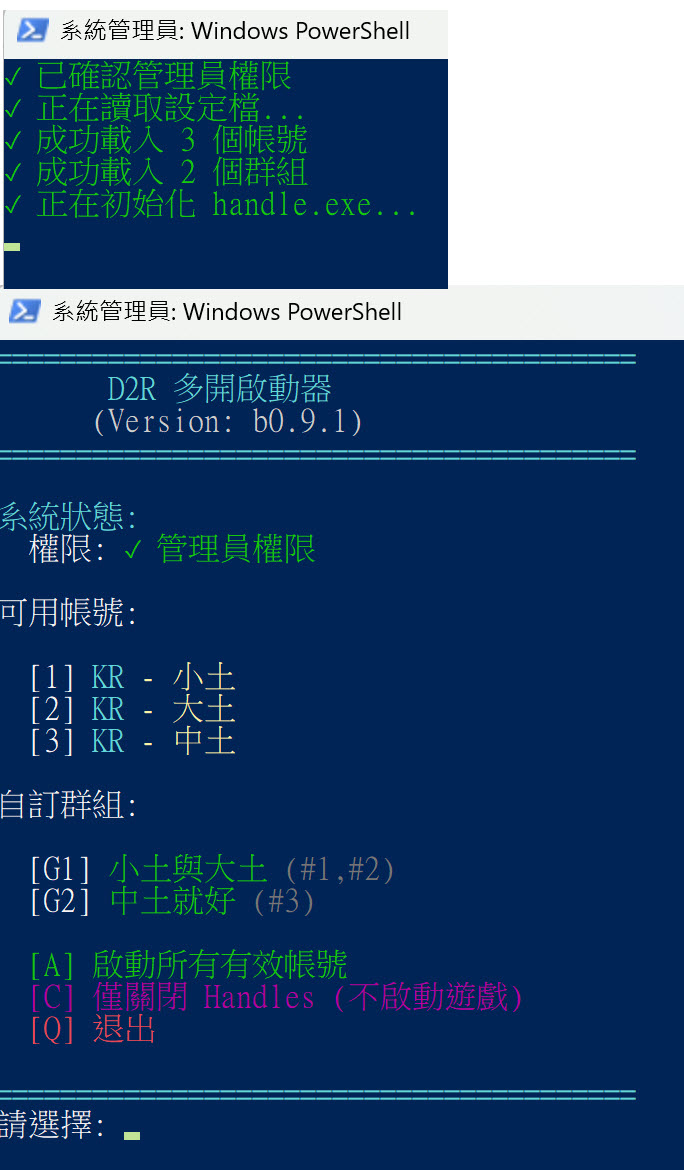 系統管理員: Windows PowerShell
✓ 已確認管理員權限
✓ 正在讀取設定檔...
✓ 成功載入 3 個帳號
✓ 成功載入 2 個群組
✓ 正在初始化 handle.exe...
系統管理員: Windows PowerShell
========================================
D2R 多開啟動器
(Version: b0.9.1)
========================================
系統狀態:
權限: ✓ 管理員權限
可用帳號:
[1] KR - 小土
[2] KR - 大土
[3] KR - 中土
自訂群組:
[G1] 小土與大土 (#1,#2)
[G2] 中土就好 (#3)
[A] 啟動所有有效帳號
[C] 僅關閉 Handles (不啟動遊戲)
[Q] 退出
========================================
請選擇: